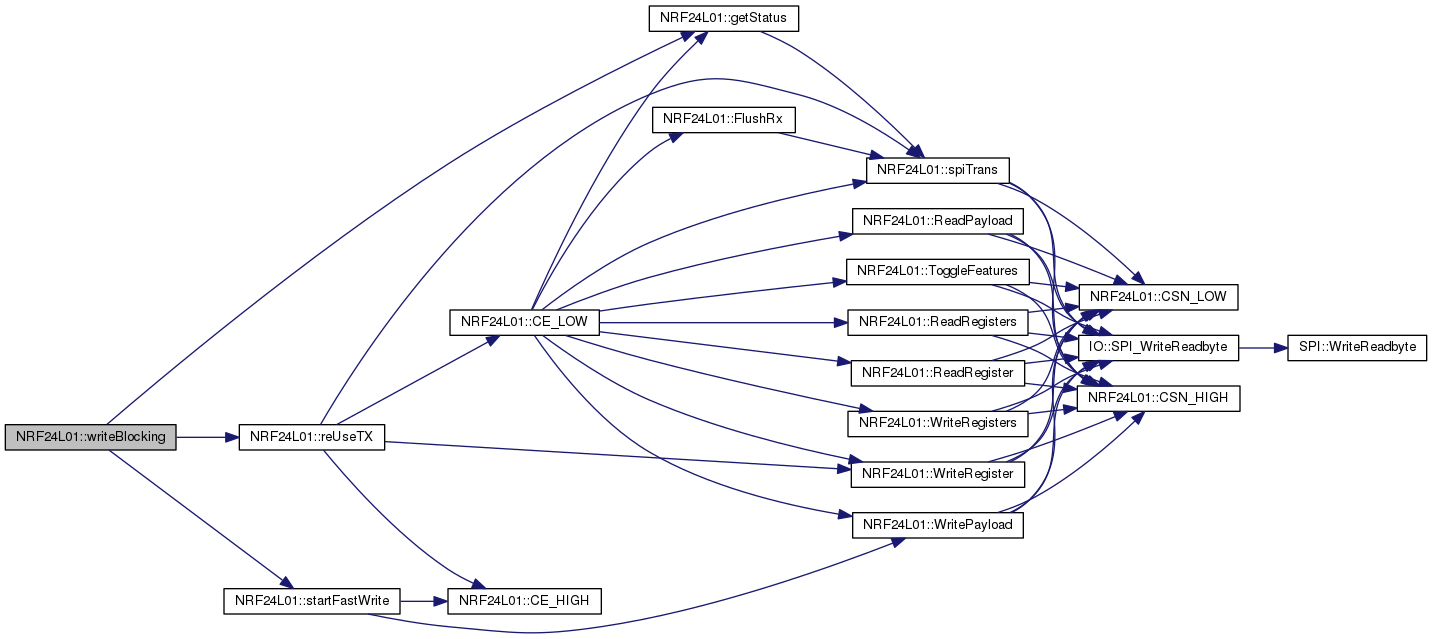 NRF24L01::getStatus
NRF24L01::FlushRx
NRF24L01::spiTrans
NRF24L01::ReadPayload
NRF24L01::ToggleFeatures
NRF24L01::CSN_LOW
NRF24L01::CE_LOW
NRF24L01::ReadRegisters
IO::SPI_WriteReadbyte
SPI::WriteReadbyte
NRF24L01::ReadRegister
NRF24L01::CSN_HIGH
NRF24L01::WriteRegisters
NRF24L01::writeBlocking
NRF24L01::reUseTX
NRF24L01::WriteRegister
NRF24L01::WritePayload
NRF24L01::startFastWrite
NRF24L01::CE_HIGH